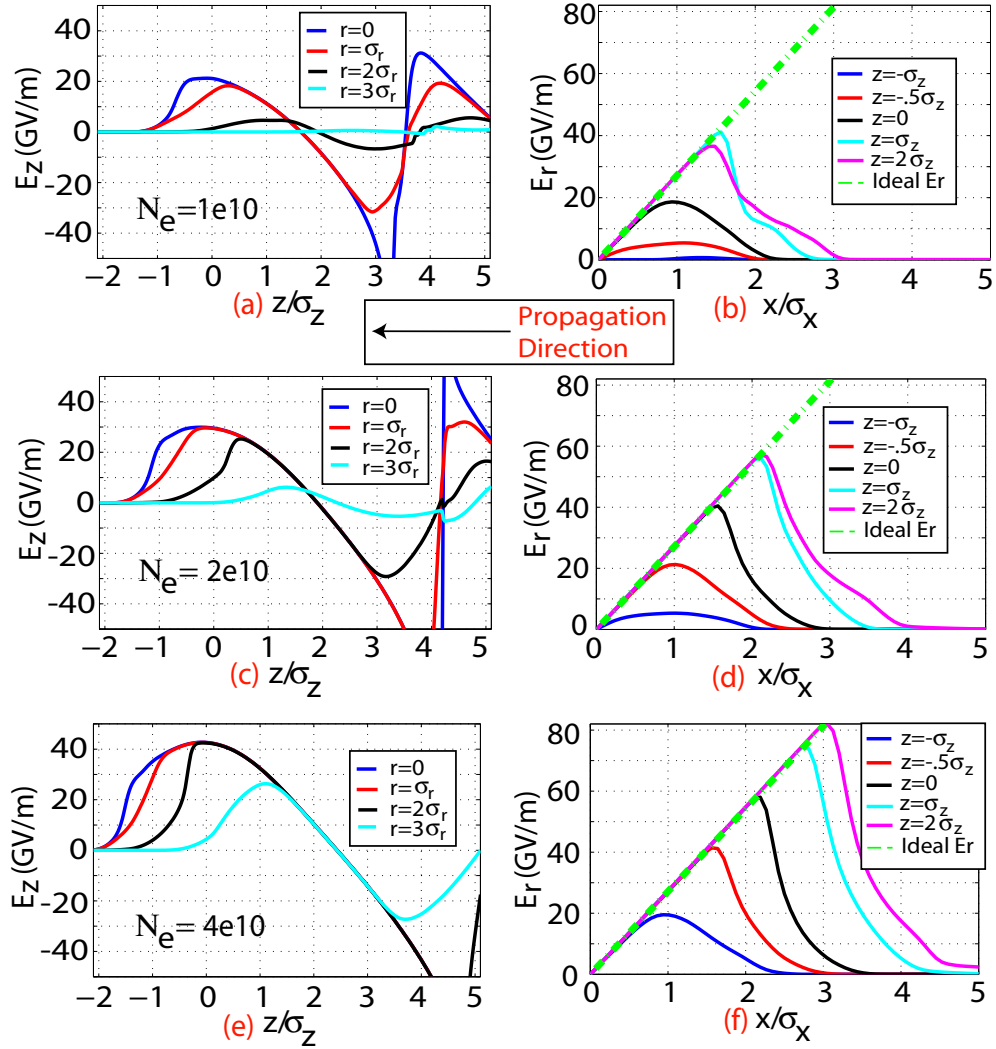 E_z (GV/m)
40
20
0
-20
-40
r=0
r=σ_r
r=2σ_r
r=3σ_r
N_e=1e10
−2 −1 0 1 2 3 4 5
(a) z/σ_z
E_r (GV/m)
80
60
40
20
0
z=-σ_z
z=-.5σ_z
z=0
z=σ_z
z=2σ_z
Ideal Er
0 1 2 3 4 5
(b) x/σ_x
Propagation
Direction
E_z (GV/m)
40
20
0
-20
-40
r=0
r=σ_r
r=2σ_r
r=3σ_r
N_e= 2e10
−2 −1 0 1 2 3 4 5
(c) z/σ_z
E_r (GV/m)
80
60
40
20
0
z=-σ_z
z=-.5σ_z
z=0
z=σ_z
z=2σ_z
Ideal Er
0 1 2 3 4 5
(d) x/σ_x
E_z (GV/m)
40
20
0
-20
-40
r=0
r=σ_r
r=2σ_r
r=3σ_r
N_e= 4e10
−2 −1 0 1 2 3 4 5
(e) z/σ_z
E_r (GV/m)
80
60
40
20
0
z=-σ_z
z=-.5σ_z
z=0
z=σ_z
z=2σ_z
Ideal Er
0 1 2 3 4 5
(f) x/σ_x